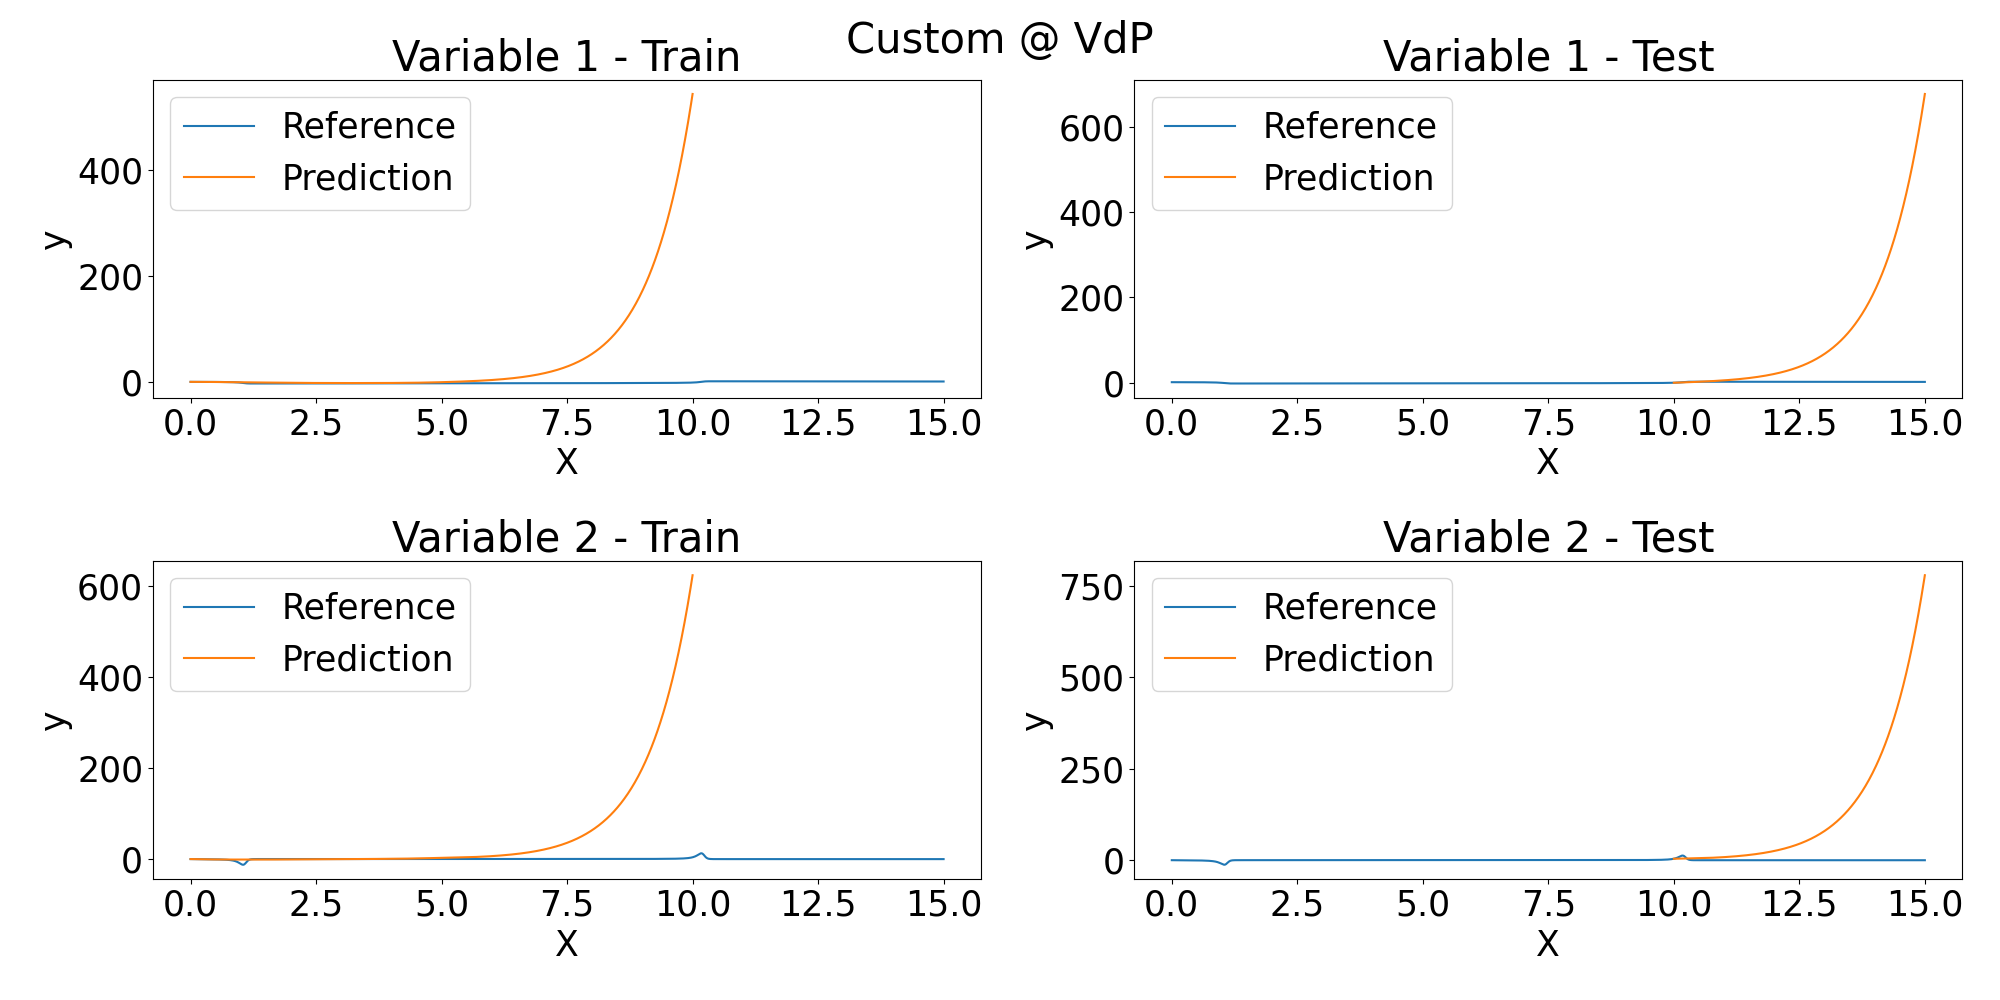 Custom @ VdP
Variable 1 - Train
Reference
Prediction
y
400
200
0
0.0 2.5 5.0 7.5 10.0 12.5 15.0
X
Variable 1 - Test
Reference
Prediction
y
600
400
200
0
0.0 2.5 5.0 7.5 10.0 12.5 15.0
X
Variable 2 - Train
Reference
Prediction
y
600
400
200
0
0.0 2.5 5.0 7.5 10.0 12.5 15.0
X
Variable 2 - Test
Reference
Prediction
y
750
500
250
0
0.0 2.5 5.0 7.5 10.0 12.5 15.0
X